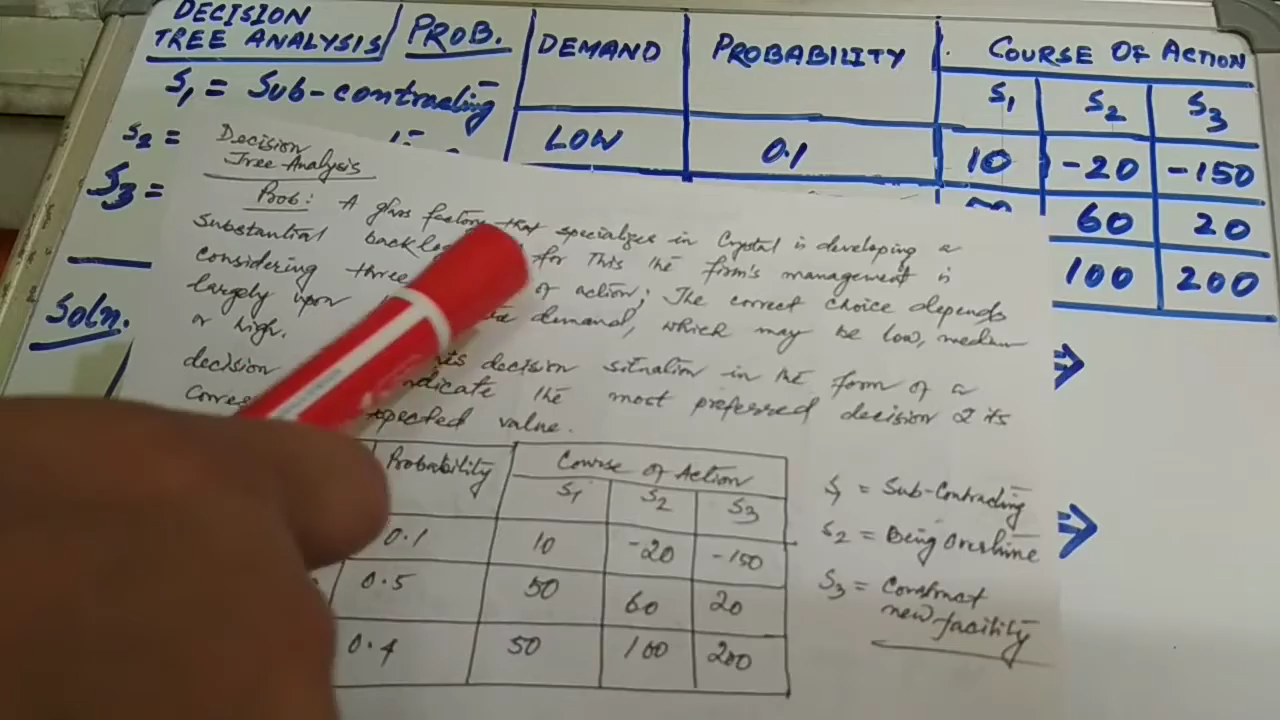 DECISION
TREE ANALYSIS
PROB.
S1 = Sub-contracting
S2 =
S3 =
Soln.
DEMAND PROBABILITY COURSE OF ACTION
S1 S2 S3
LOW 0.1 10 -20 -150
60 20
100 200
Decision
Tree Analysis
Prob: A glass factory that specializes in Crystal is developing a
substantial for This the firm's management is
considering three of action; The correct choice depends
largely upon demand, which may be low, medium
or high.
decision situation in the form of a
decision indicate the most preferred decision & its
expected value.
Probability Course of Action
S1 S2 S3
0.1 10 -20 -150
0.5 50 60 20
0.4 50 100 200
S1 = Sub-Contracting
S2 = Being Overtime
S3 = Construct
new facility